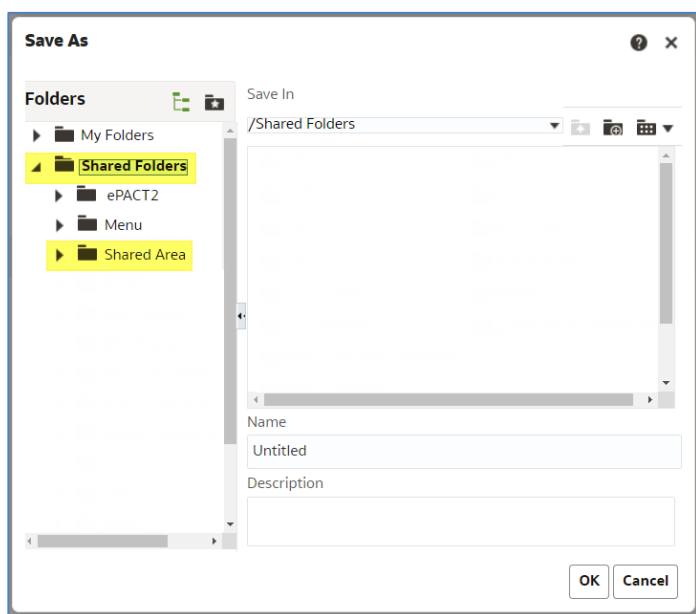 Save As
Folders
My Folders
Shared Folders
ePACT2
Menu
Shared Area
Save In
/Shared Folders
Name
Untitled
Description
OK
Cancel